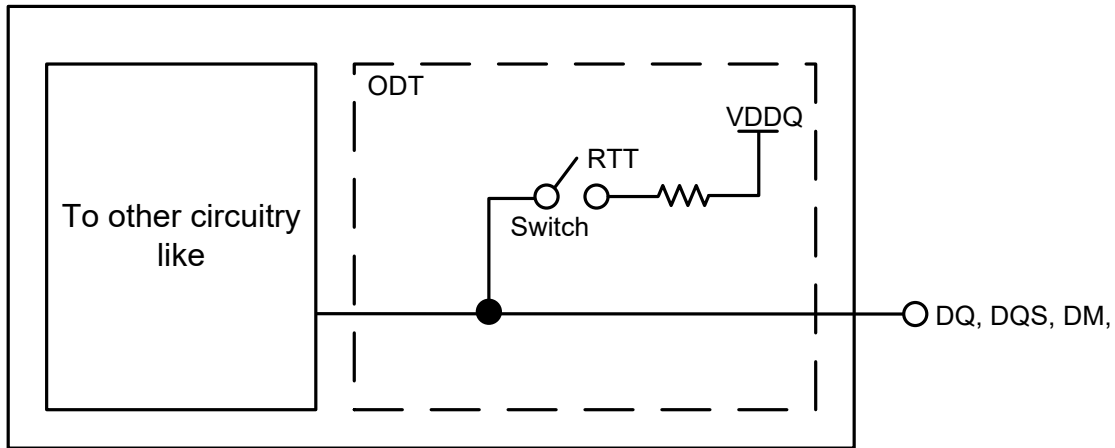 ODT
VDDQ
RTT
Switch
To other circuitry
like
DQ, DQS, DM,